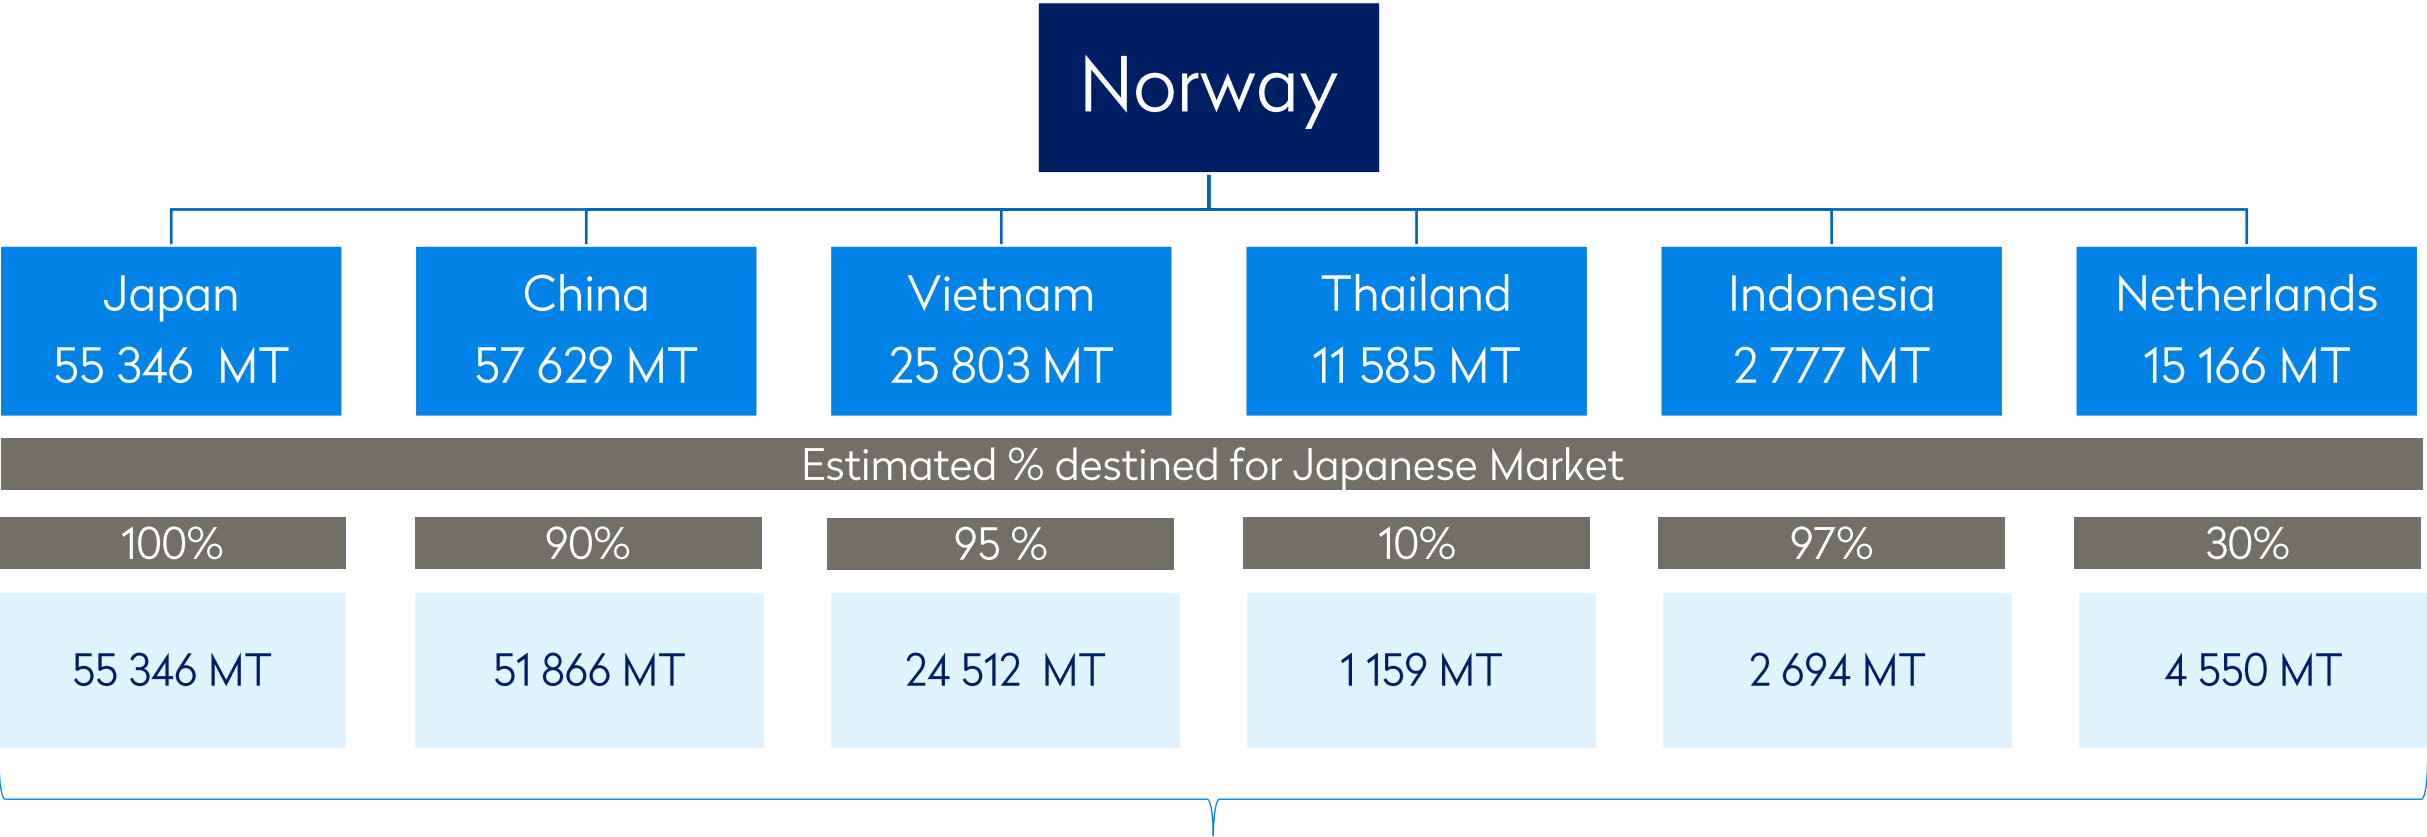 Norway
Japan
55 346  MT
China
57 629 MT
Vietnam
25 803 MT
Thailand
11 585 MT
Indonesia
2 777 MT
Netherlands
15 166 MT
Estimated % destined for Japanese Market
100%
90%
95 %
10%
97%
30%
55 346 MT
51 866 MT
24 512  MT
1 159 MT
2 694 MT
4 550 MT